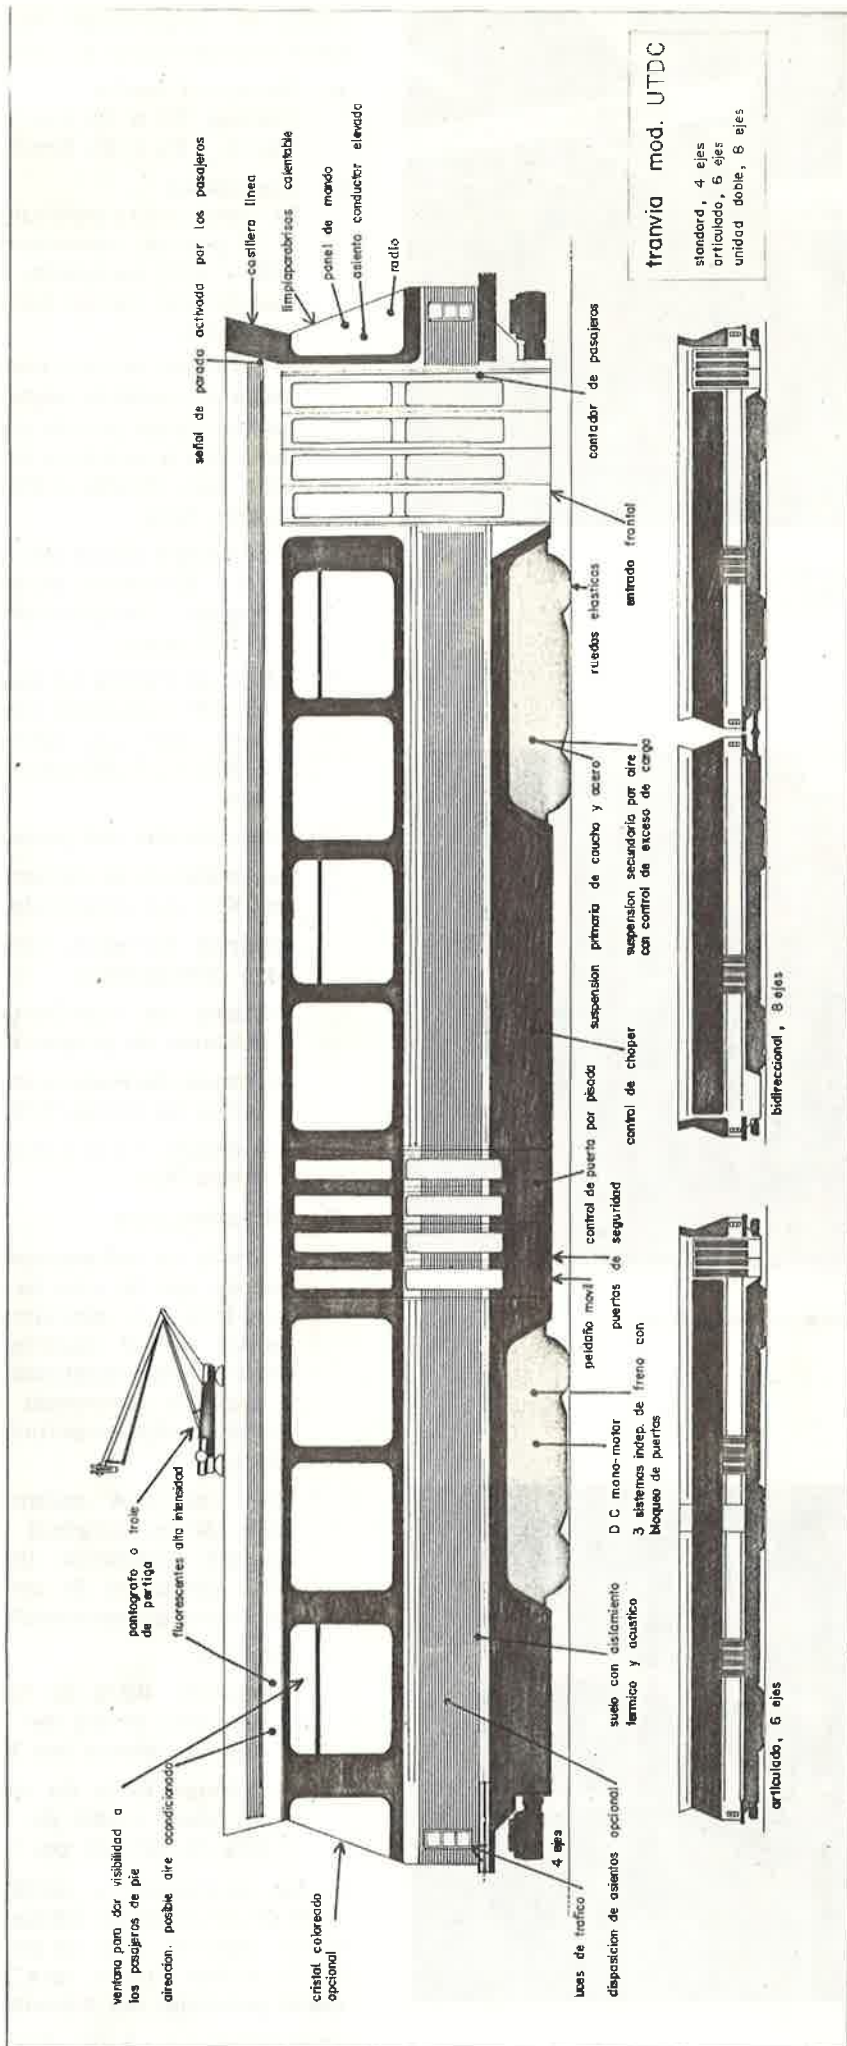 tranvia mod. UTDC
standard, 4 ejes
articulado, 6 ejes
unidad doble, 8 ejes
señal de parada activada por los pasajeros
casillero linea
limpiaparabrisas calentable
panel de mando
asiento conductor elevado
radio
pantografo o trole
de pertiga
fluorescentes alta intensidad
ventana para dar visibilidad a
los pasajeros de pie
aireacion. posible aire acondicionado
cristal coloreado
opcional
contador de pasajeros
entrada frontal
ruedas elasticas
suspension primaria de caucho y acero
suspension secundaria por aire
con control de exceso de carga
control de choper
control de puerta por pisada
puertas de seguridad
peldaño movil
D C mono-motor
3 sistemas indep. de freno con
bloqueo de puertas
suelo con aislamiento
termico y acustico
disposicion de asientos opcional
luces de trafico
4 ejes
articulado, 6 ejes
bidireccional, 8 ejes